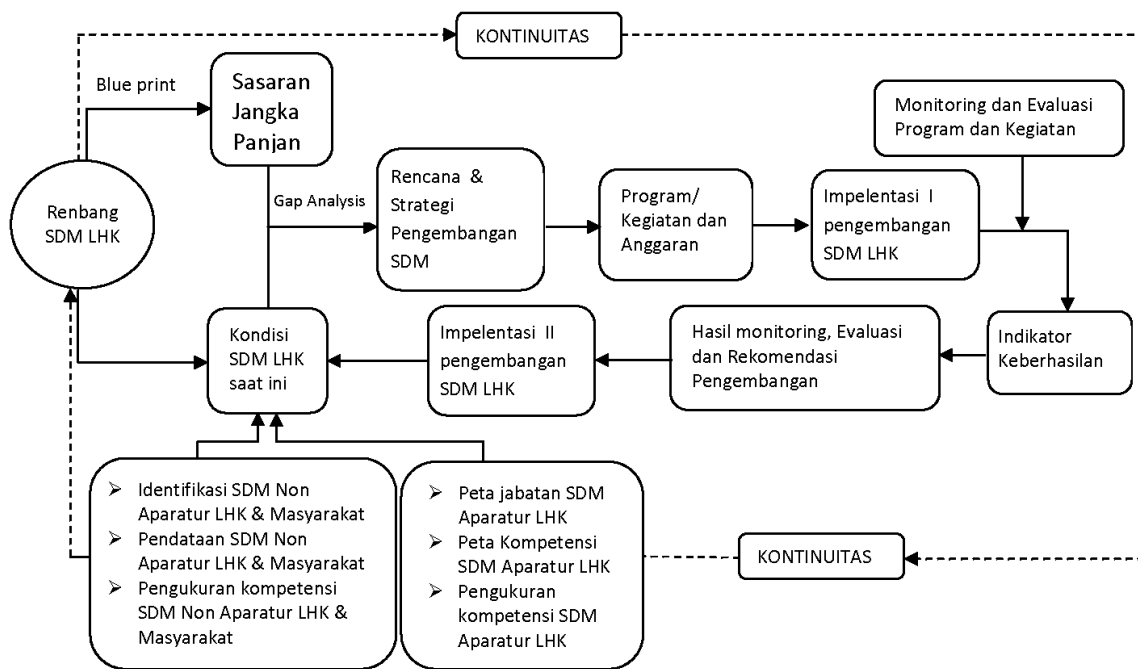 KONTINUITAS
Blue print
Sasaran
Jangka
Panjan
Monitoring dan Evaluasi
Program dan Kegiatan
Renbang
SDM LHK
Gap Analysis
Rencana &
Strategi
Pengembangan
SDM
Program/
Kegiatan dan
Anggaran
Impelentasi I
pengembangan
SDM LHK
Kondisi
SDM LHK
saat ini
Impelentasi II
pengembangan
SDM LHK
Hasil monitoring, Evaluasi
dan Rekomendasi
Pengembangan
Indikator
Keberhasilan
➢ Identifikasi SDM Non
Aparatur LHK & Masyarakat
➢ Pendataan SDM Non
Aparatur LHK & Masyarakat
➢ Pengukuran kompetensi
SDM Non Aparatur LHK &
Masyarakat
➢ Peta jabatan SDM
Aparatur LHK
➢ Peta Kompetensi
SDM Aparatur LHK
➢ Pengukuran
kompetensi SDM
Aparatur LHK
KONTINUITAS